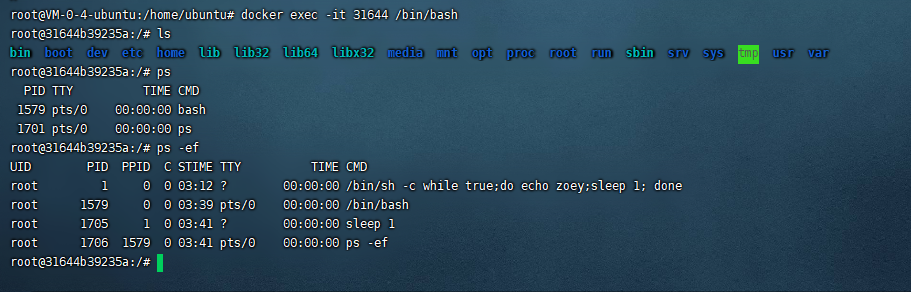 root@VM-0-4-ubuntu:/home/ubuntu# docker exec -it 31644 /bin/bash
root@31644b39235a:/# ls
bin boot dev etc home lib lib32 lib64 libx32 media mnt opt proc root run sbin srv sys tmp usr var
root@31644b39235a:/# ps
PID TTY TIME CMD
1579 pts/0 00:00:00 bash
1701 pts/0 00:00:00 ps
root@31644b39235a:/# ps -ef
UID PID PPID C STIME TTY TIME CMD
root 1 0 0 03:12 ? 00:00:00 /bin/sh -c while true;do echo zoey;sleep 1; done
root 1579 0 0 03:39 pts/0 00:00:00 /bin/bash
root 1705 1 0 03:41 ? 00:00:00 sleep 1
root 1706 1579 0 03:41 pts/0 00:00:00 ps -ef
root@31644b39235a:/#